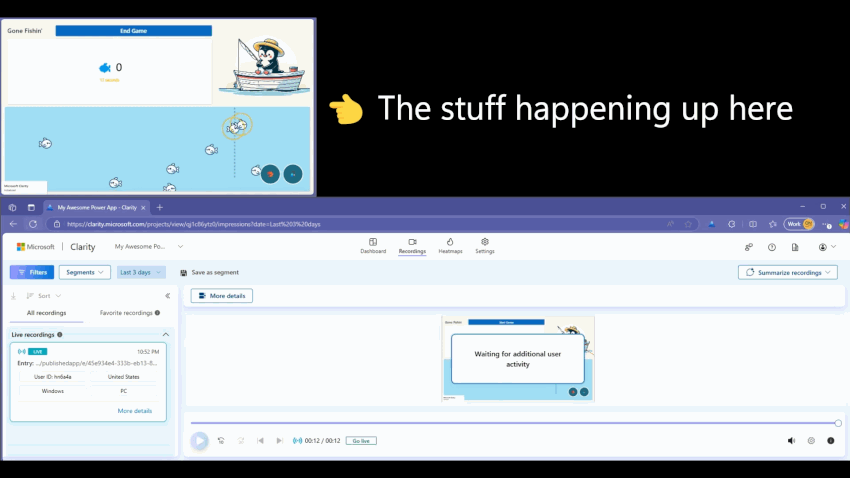 Gone Fishin'
End Game
0
Microsoft Clarity
The stuff happening up here
My Awesome Power App - Clarity
https://clarity.microsoft.com/projects/view/qj1c86ytz0/impressions?date=Last%203%20days
Work
Microsoft
Clarity
My Awesome Po...
Dashboard
Recordings
Heatmaps
Settings
Filters
Segments
Last 3 days
Save as segment
Summarize recordings
Sort
More details
All recordings
Favorite recordings
Live recordings
LIVE
10:52 PM
Entry: .../publishedapp/e/45e934e4-333b-eb13-8...
User ID: hn6a4a
United States
Windows
PC
More details
Gone Fishin'
End Game
Waiting for additional user
activity
00:12 / 00:12
Go live